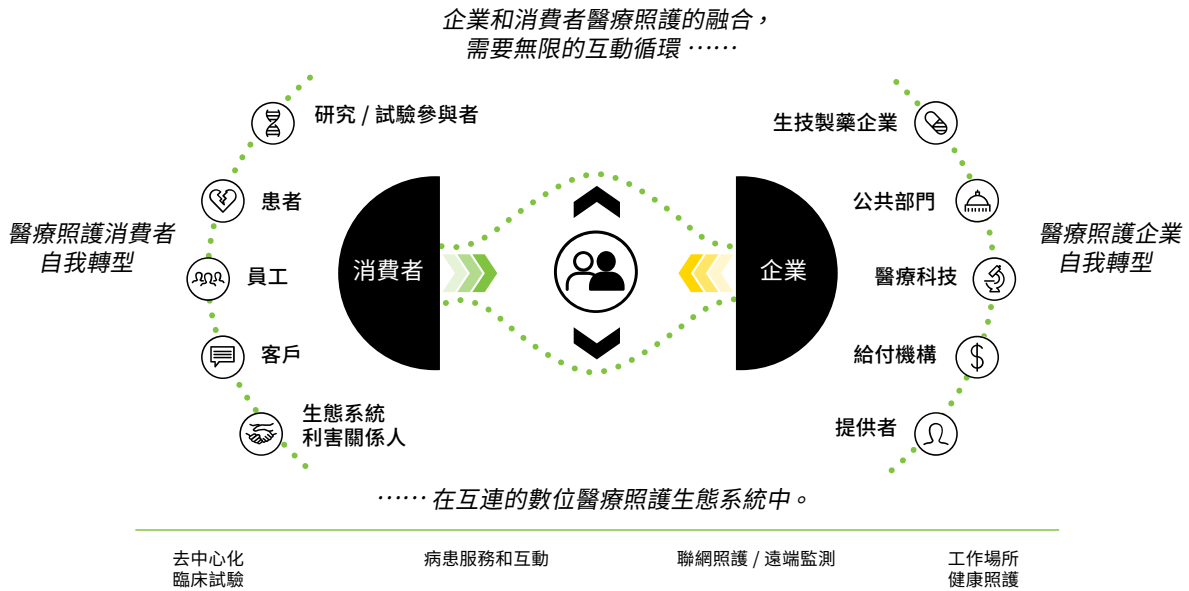 企業和消費者醫療照護的融合，
需要無限的互動循環 ⋯⋯
研究 / 試驗參與者
患者
員工
客戶
生態系統
利害關係人
醫療照護消費者
自我轉型
消費者
企業
生技製藥企業
公共部門
醫療科技
給付機構
提供者
醫療照護企業
自我轉型
⋯⋯ 在互連的數位醫療照護生態系統中。
去中心化
臨床試驗
病患服務和互動
聯網照護 / 遠端監測
工作場所
健康照護